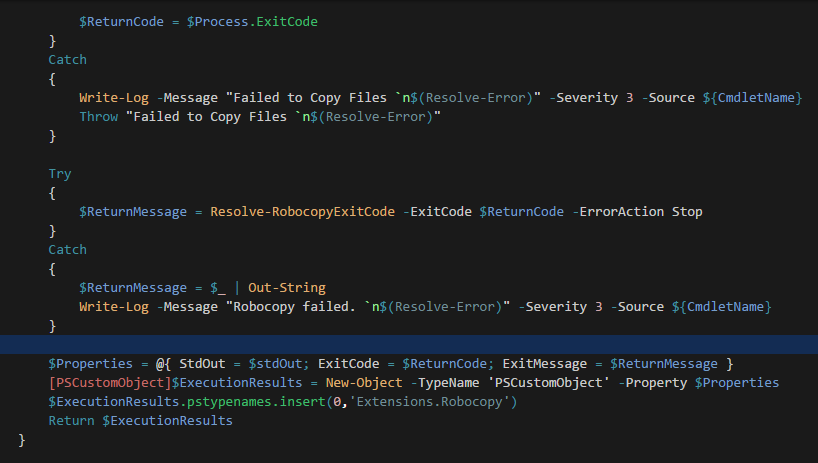 $ReturnCode = $Process.ExitCode
}
Catch
{
Write-Log -Message "Failed to Copy Files `n$(Resolve-Error)" -Severity 3 -Source ${CmdletName}
Throw "Failed to Copy Files `n$(Resolve-Error)"
}
Try
{
$ReturnMessage = Resolve-RobocopyExitCode -ExitCode $ReturnCode -ErrorAction Stop
}
Catch
{
$ReturnMessage = $_ | Out-String
Write-Log -Message "Robocopy failed. `n$(Resolve-Error)" -Severity 3 -Source ${CmdletName}
}
$Properties = @{ StdOut = $stdOut; ExitCode = $ReturnCode; ExitMessage = $ReturnMessage }
[PSCustomObject]$ExecutionResults = New-Object -TypeName 'PSCustomObject' -Property $Properties
$ExecutionResults.pstypenames.insert(0,'Extensions.Robocopy')
Return $ExecutionResults
}